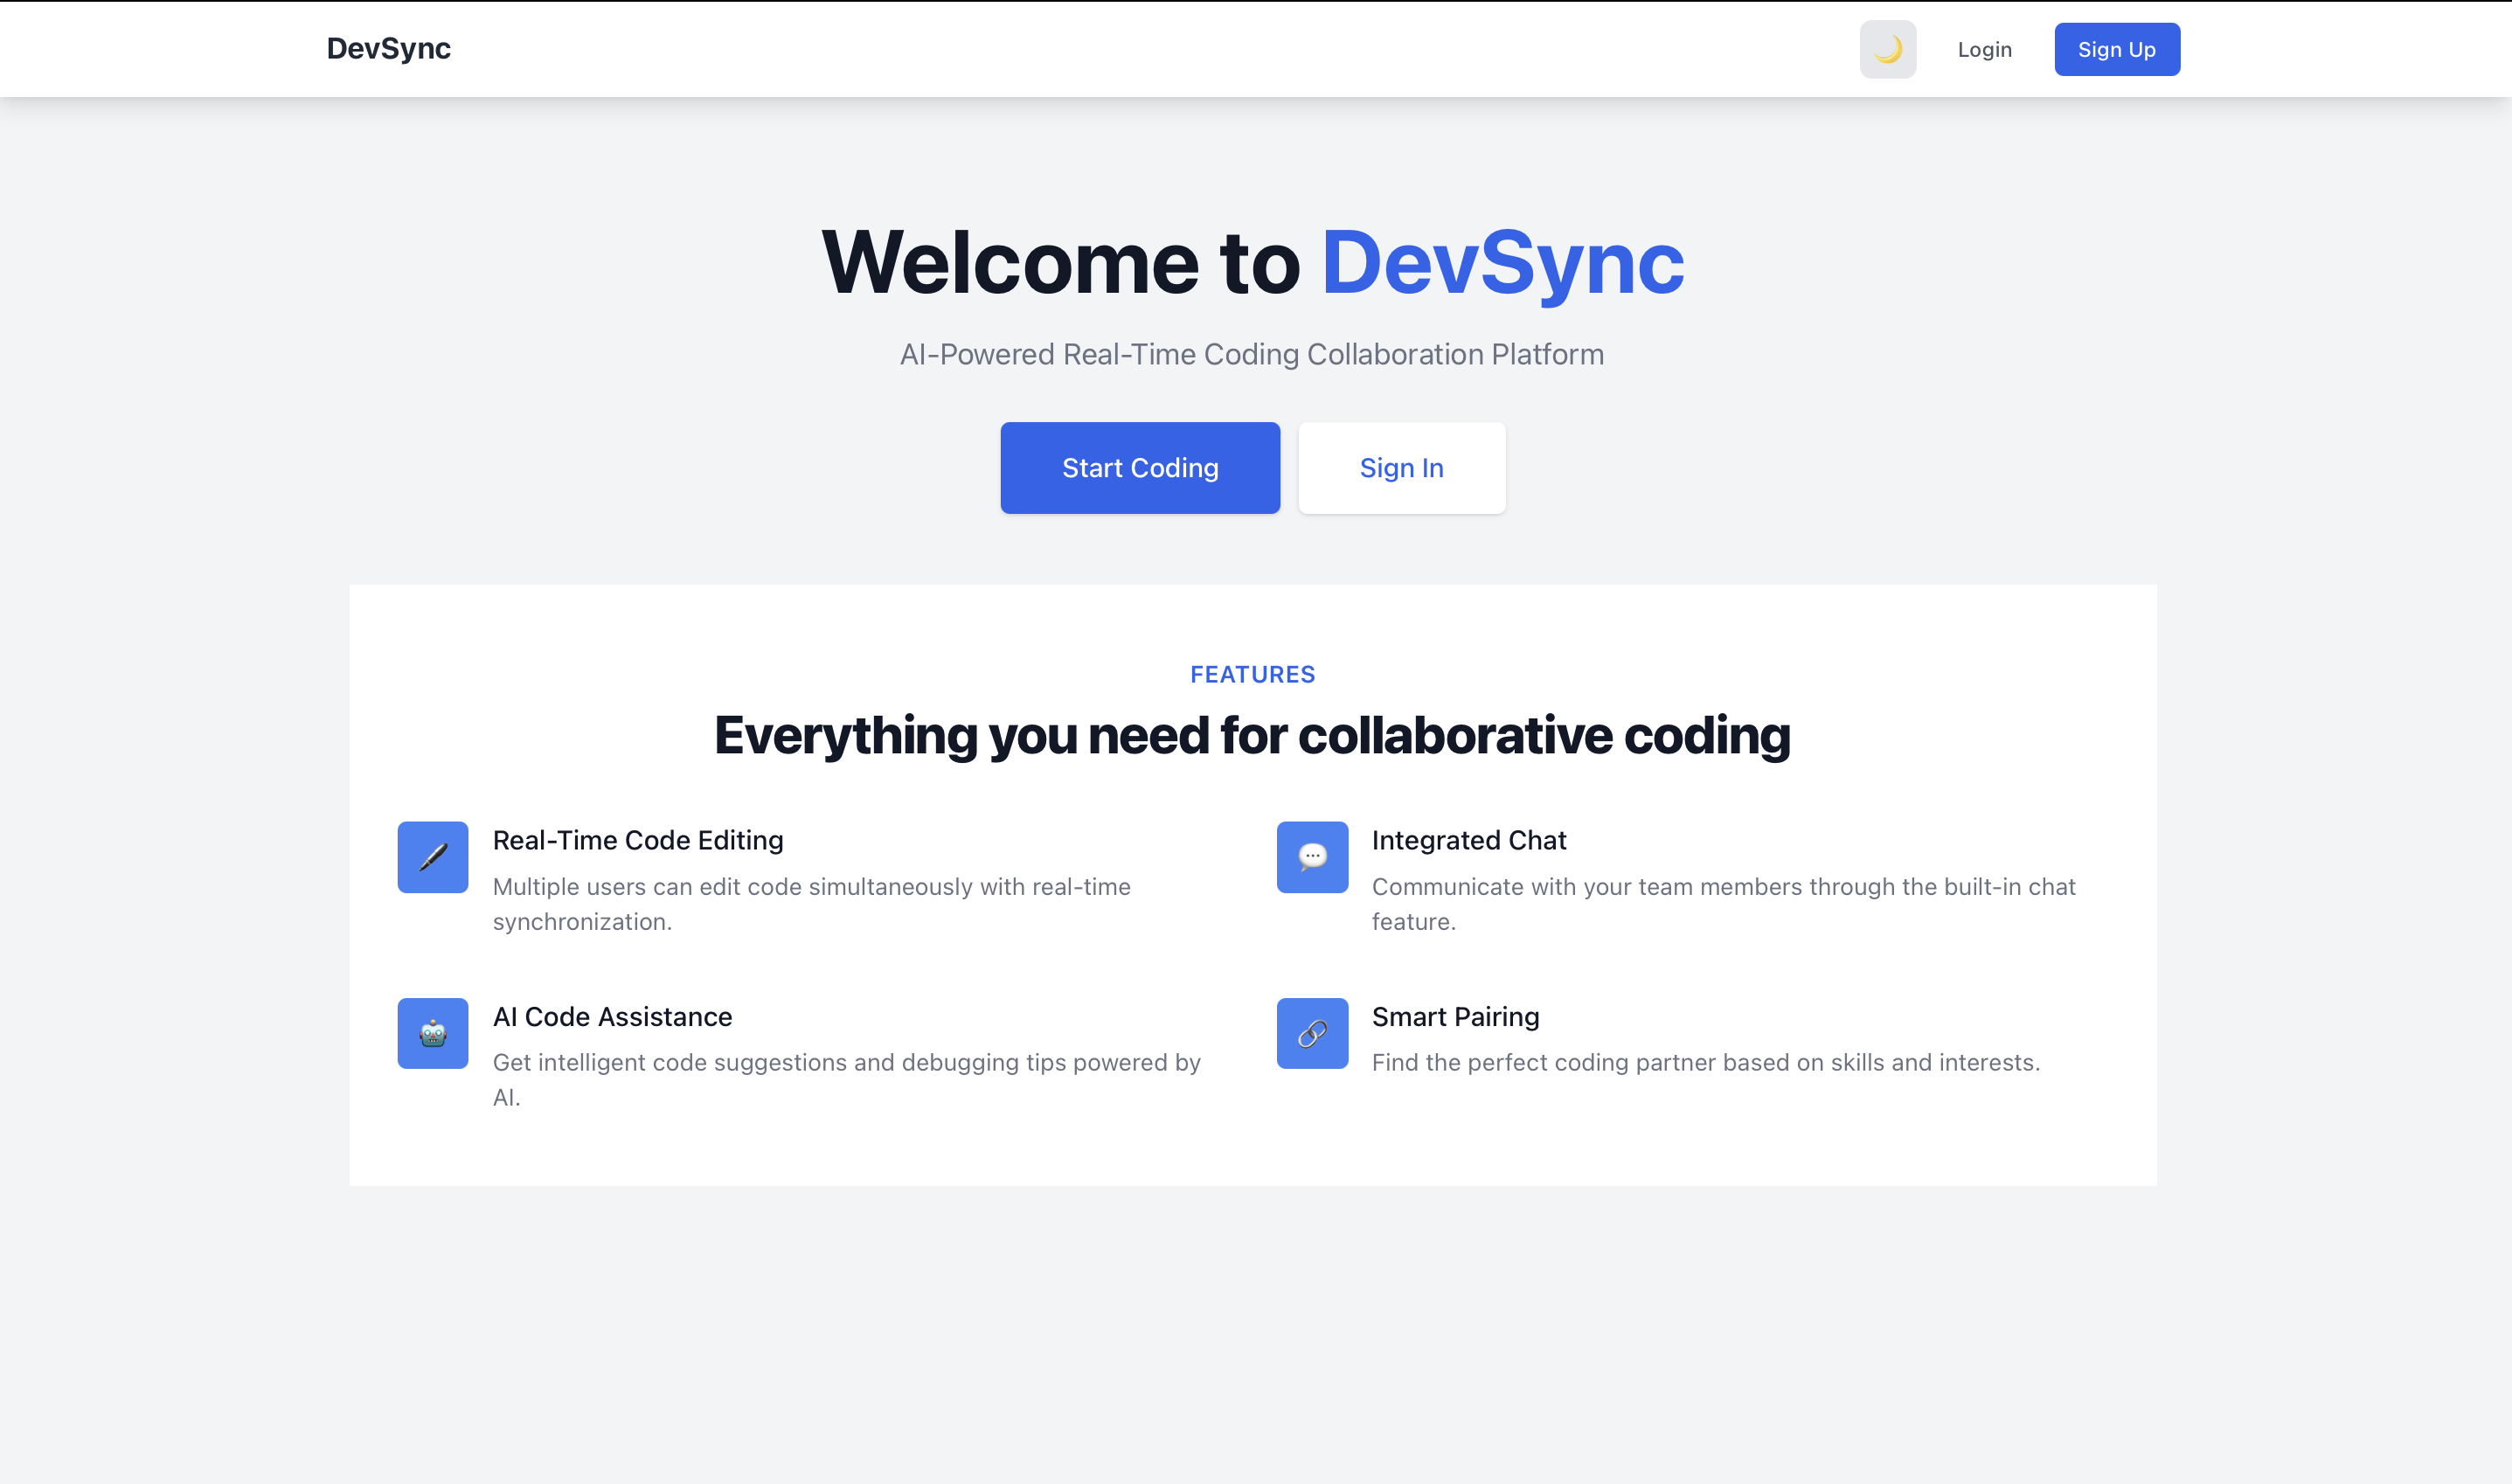 DevSync
Login
Sign Up
Welcome to DevSync
AI-Powered Real-Time Coding Collaboration Platform
Start Coding
Sign In
FEATURES
Everything you need for collaborative coding
Real-Time Code Editing
Multiple users can edit code simultaneously with real-time
synchronization.
Integrated Chat
Communicate with your team members through the built-in chat
feature.
AI Code Assistance
Get intelligent code suggestions and debugging tips powered by
AI.
Smart Pairing
Find the perfect coding partner based on skills and interests.